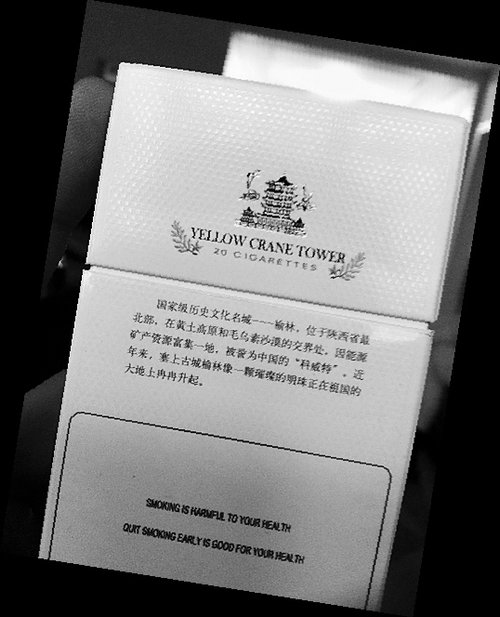 YELLOW CRANE TOWER
20 CIGARETTES
国家级历史文化名城——榆林，位于陕西省最
北部，在黄土高原和毛乌素沙漠的交界处。因能源
矿产资源富集一地，被誉为中国的“科威特”。近
年来，塞上古城榆林像一颗璀璨的明珠正在祖国的
大地上冉冉升起。
SMOKING IS HARMFUL TO YOUR HEALTH
QUIT SMOKING EARLY IS GOOD FOR YOUR HEALTH